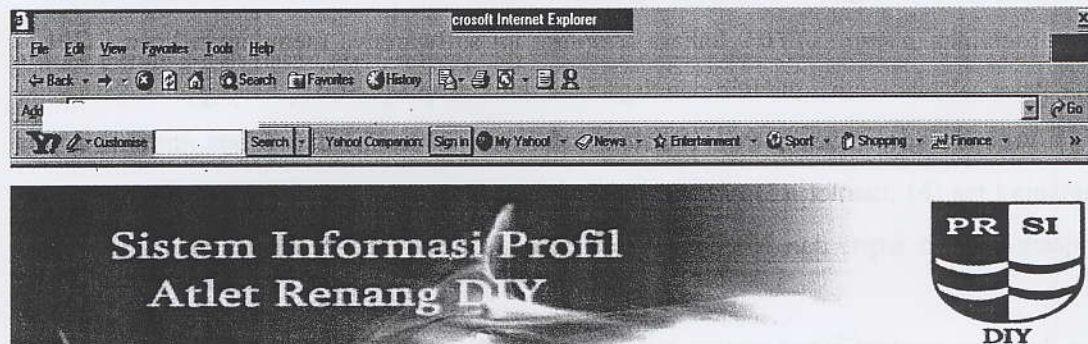 crosoft Internet Explorer
File Edit View Favorites Tools Help
Back Search Favorites History
Add Go
Y! Customise Search Yahoo! Companion: Sign in My Yahoo! News Entertainment Sport Shopping Finance »
Sistem Informasi Profil
Atlet Renang DIY
PR SI
DIY